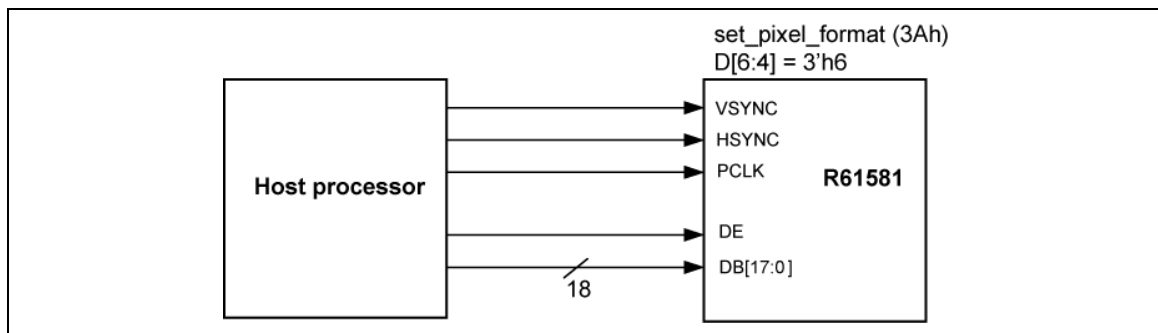 set_pixel_format (3Ah)
D[6:4] = 3'h6
VSYNC
HSYNC
PCLK
R61581
Host processor
DE
DB[17:0]
18